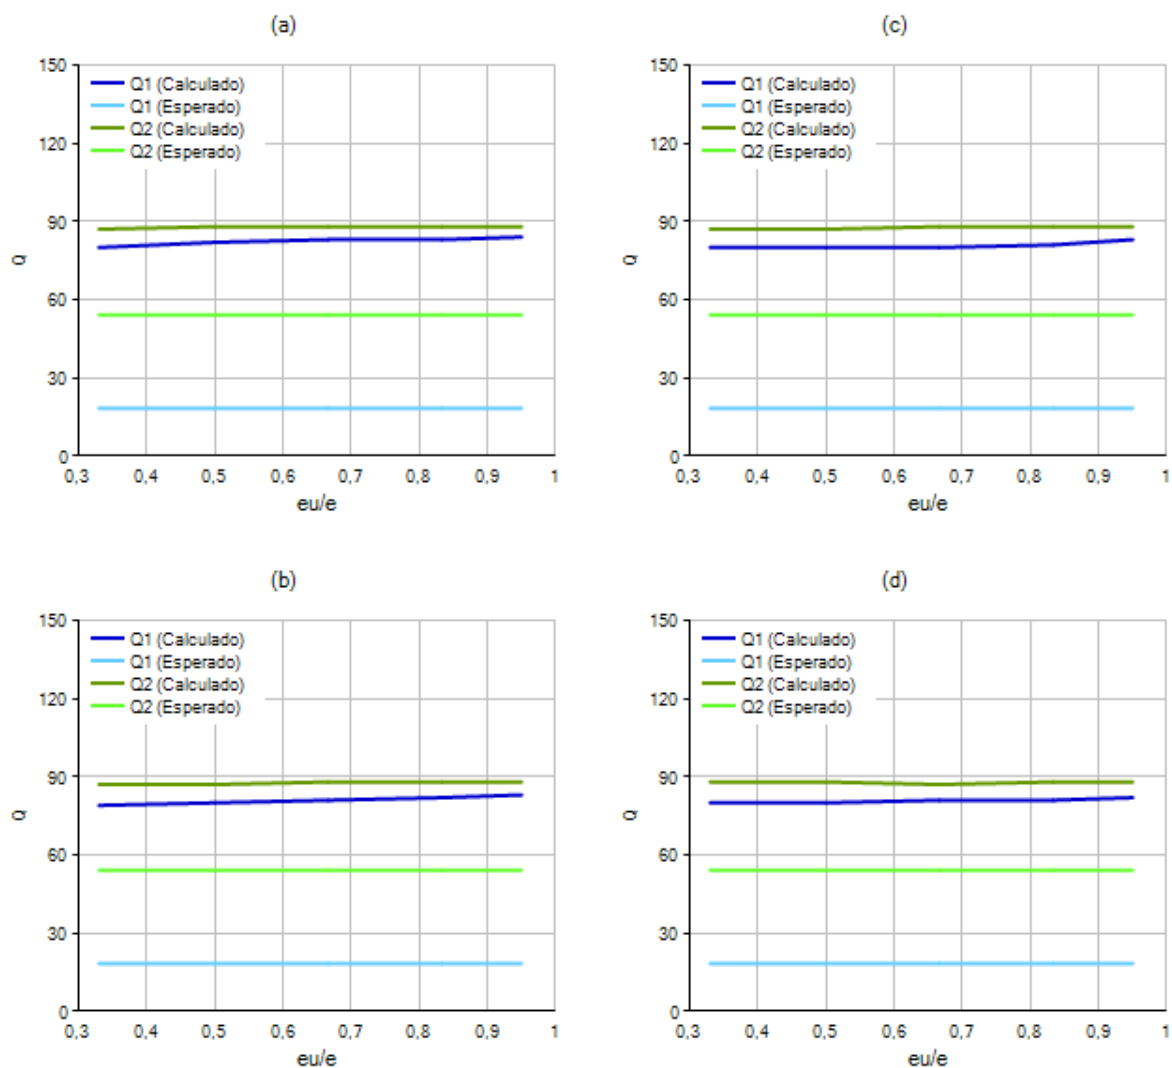 (a)
150
120
90
60
30
0
Q
Q1 (Calculado)
Q1 (Esperado)
Q2 (Calculado)
Q2 (Esperado)
0,3 0,4 0,5 0,6 0,7 0,8 0,9 1
eu/e
(c)
150
120
90
60
30
0
Q
Q1 (Calculado)
Q1 (Esperado)
Q2 (Calculado)
Q2 (Esperado)
0,3 0,4 0,5 0,6 0,7 0,8 0,9 1
eu/e
(b)
150
120
90
60
30
0
Q
Q1 (Calculado)
Q1 (Esperado)
Q2 (Calculado)
Q2 (Esperado)
0,3 0,4 0,5 0,6 0,7 0,8 0,9 1
eu/e
(d)
150
120
90
60
30
0
Q
Q1 (Calculado)
Q1 (Esperado)
Q2 (Calculado)
Q2 (Esperado)
0,3 0,4 0,5 0,6 0,7 0,8 0,9 1
eu/e